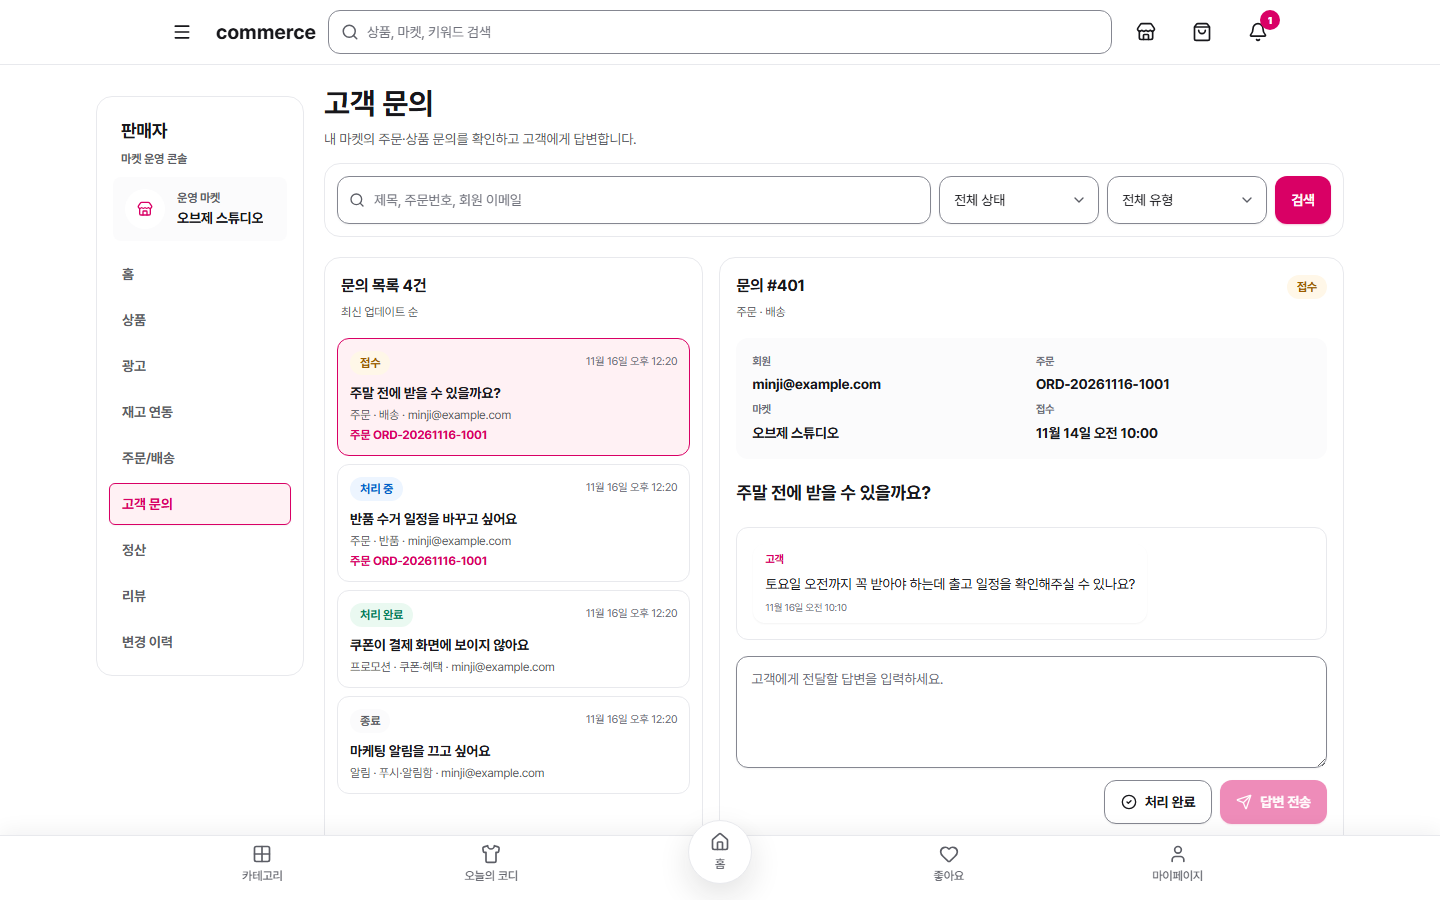 commerce
상품, 마켓, 키워드 검색
1
판매자
마켓 운영 콘솔
운영 마켓
오브제 스튜디오
홈
상품
광고
재고 연동
주문/배송
고객 문의
정산
리뷰
변경 이력
고객 문의
내 마켓의 주문·상품 문의를 확인하고 고객에게 답변합니다.
제목, 주문번호, 회원 이메일
전체 상태
전체 유형
검색
문의 목록 4건
최신 업데이트 순
접수
11월 16일 오후 12:20
주말 전에 받을 수 있을까요?
주문 · 배송 · minji@example.com
주문 ORD-20261116-1001
처리 중
11월 16일 오후 12:20
반품 수거 일정을 바꾸고 싶어요
주문 · 반품 · minji@example.com
주문 ORD-20261116-1001
처리 완료
11월 16일 오후 12:20
쿠폰이 결제 화면에 보이지 않아요
프로모션 · 쿠폰·혜택 · minji@example.com
종료
11월 16일 오후 12:20
마케팅 알림을 끄고 싶어요
알림 · 푸시·알림함 · minji@example.com
문의 #401
접수
주문 · 배송
회원
minji@example.com
주문
ORD-20261116-1001
마켓
오브제 스튜디오
접수
11월 14일 오전 10:00
주말 전에 받을 수 있을까요?
고객
토요일 오전까지 꼭 받아야 하는데 출고 일정을 확인해주실 수 있나요?
11월 16일 오전 10:10
고객에게 전달할 답변을 입력하세요.
처리 완료
답변 전송
카테고리
오늘의 코디
홈
좋아요
마이페이지